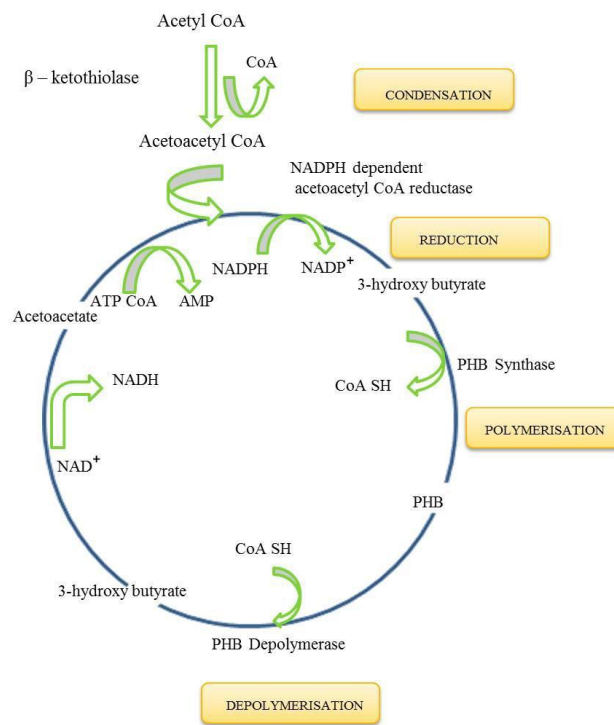 Acetyl CoA
CoA
β – ketothiolase
CONDENSATION
Acetoacetyl CoA
NADPH dependent
acetoacetyl CoA reductase
REDUCTION
NADPH
NADP+
3-hydroxy butyrate
ATP CoA
AMP
Acetoacetate
PHB Synthase
NADH
CoA SH
POLYMERISATION
NAD+
PHB
CoA SH
3-hydroxy butyrate
PHB Depolymerase
DEPOLYMERISATION